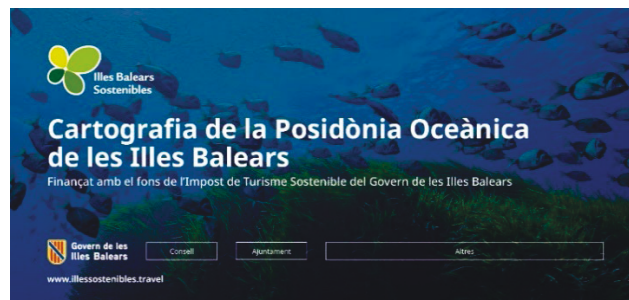 Illes Balears
Sostenibles
Cartografia de la Posidònia Oceànica
de les Illes Balears
Finançat amb el fons de l'Impost de Turisme Sostenible del Govern de les Illes Balears
Govern de les
Illes Balears
Consell
Ajuntament
Altres
www.illessostenibles.travel